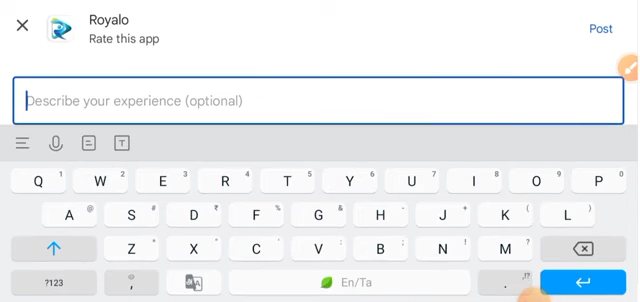 Royalo
Rate this app
Post
Describe your experience (optional)
Q 1 W 2 E 3 R 4 T 5 Y 6 U 7 I 8 O 9 P 0
A @ S # D ₹ F % G & H - J + K ( L )
Z * X " C ' V : B ; N ! M ?
?123 , En/Ta . ,!?